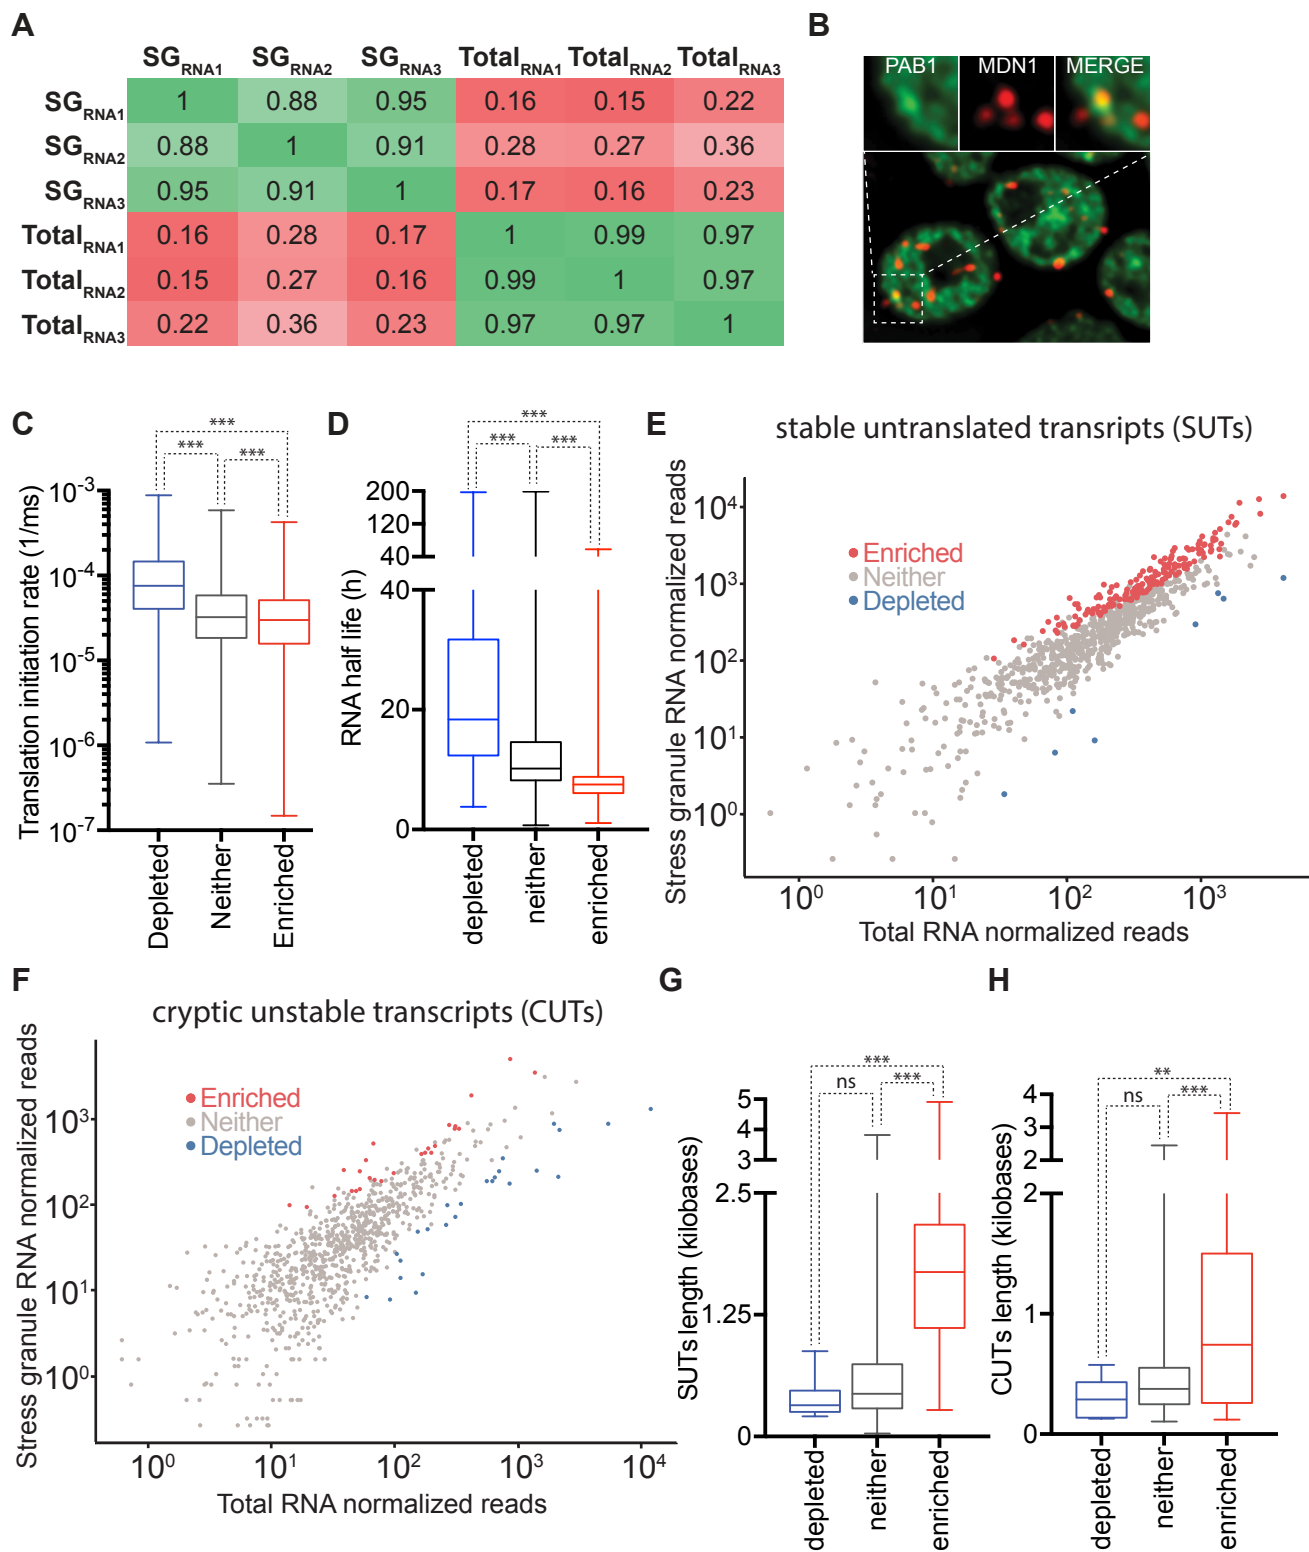 A
SGRNA1 SGRNA2 SGRNA3 TotalRNA1 TotalRNA2 TotalRNA3
SGRNA1 1 0.88 0.95 0.16 0.15 0.22
SGRNA2 0.88 1 0.91 0.28 0.27 0.36
SGRNA3 0.95 0.91 1 0.17 0.16 0.23
TotalRNA1 0.16 0.28 0.17 1 0.99 0.97
TotalRNA2 0.15 0.27 0.16 0.99 1 0.97
TotalRNA3 0.22 0.36 0.23 0.97 0.97 1
B
PAB1 MDN1 MERGE
C
Translation initiation rate (1/ms)
10-3
10-4
10-5
10-6
10-7
***
*** ***
Depleted
Neither
Enriched
D
RNA half life (h)
200
120
40
40
20
0
***
*** ***
depleted
neither
enriched
E
stable untranslated transripts (SUTs)
Stress granule RNA normalized reads
104
103
102
101
100
Enriched
Neither
Depleted
100 101 102 103
Total RNA normalized reads
F
cryptic unstable transcripts (CUTs)
Stress granule RNA normalized reads
103
102
101
100
Enriched
Neither
Depleted
100 101 102 103 104
Total RNA normalized reads
G
SUTs length (kilobases)
5
4
3
2.5
1.25
0
***
ns ***
depleted
neither
enriched
H
CUTs length (kilobases)
4
3
2
2
1
0
**
ns ***
depleted
neither
enriched